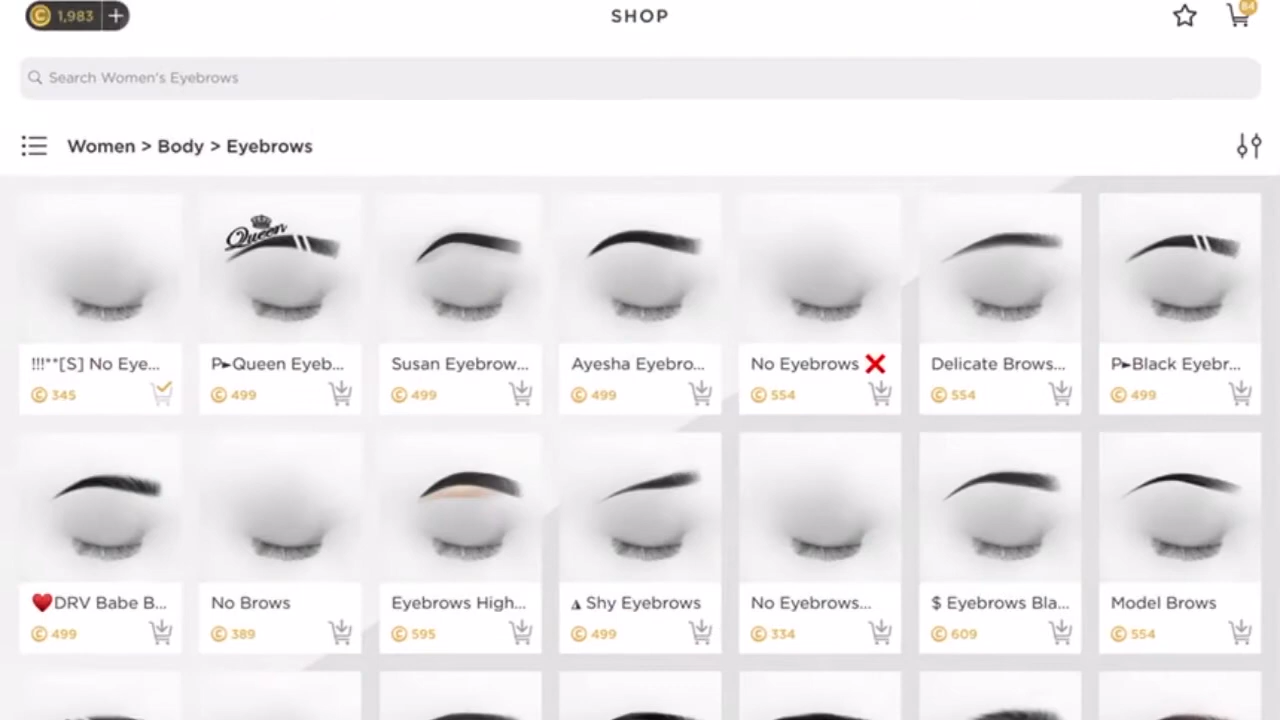 1,983 +
SHOP
84
Search Women's Eyebrows
Women > Body > Eyebrows
Queen
!!!**[S] No Eye...
P►Queen Eyeb...
Susan Eyebrow...
Ayesha Eyebro...
No Eyebrows ❌
Delicate Brows...
P►Black Eyebr...
C 345
C 499
C 499
C 499
C 554
C 554
C 499
♥DRV Babe B...
No Brows
Eyebrows High...
◮ Shy Eyebrows
No Eyebrows...
$ Eyebrows Bla...
Model Brows
C 499
C 389
C 595
C 499
C 334
C 609
C 554